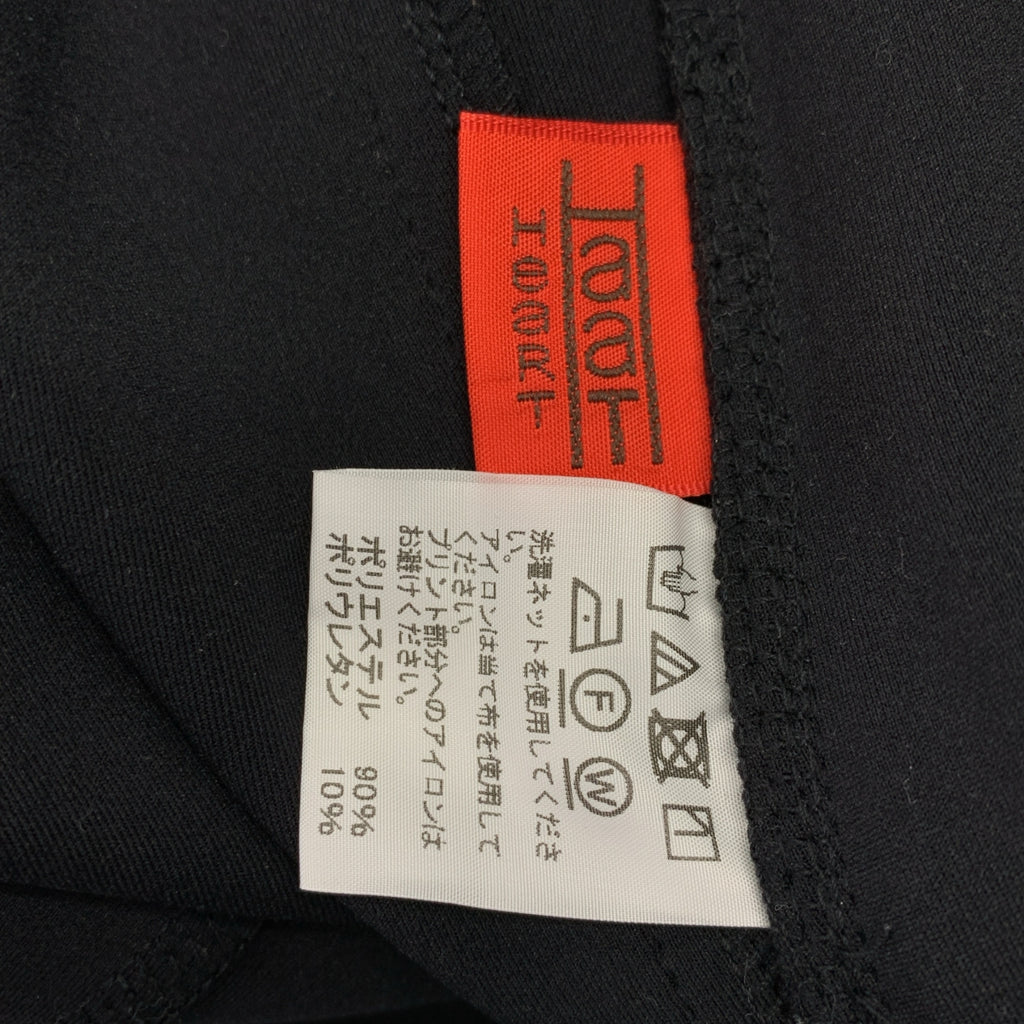 HaaT
HeaRT
F W
洗濯ネットを使用してくださ
い。
アイロンは当て布を使用して
ください。
プリント部分へのアイロンは
お避けください。
ポリエステル 90%
ポリウレタン 10%